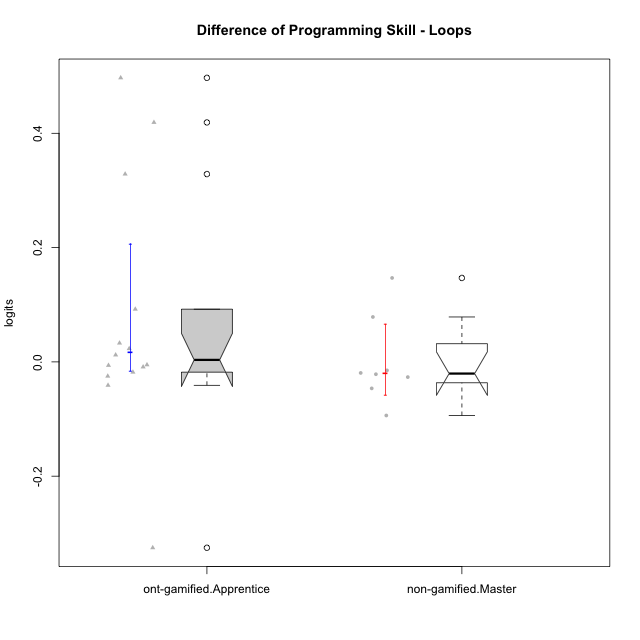 Difference of Programming Skill - Loops
logits
0.4
0.2
0.0
-0.2
ont-gamified.Apprentice non-gamified.Master